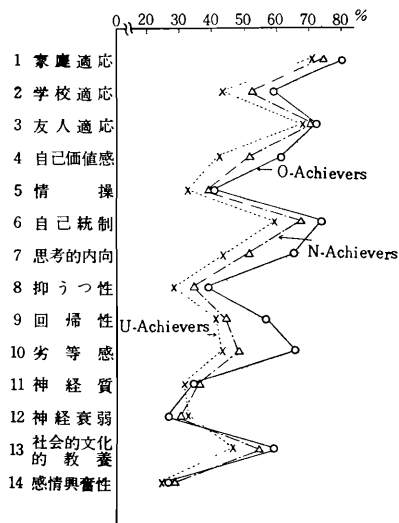 0 20 30 40 50 60 70 80 %
1 家庭適応
2 学校適応
3 友人適応
4 自己価値感
O-Achievers
5 情操
6 自己統制
N-Achievers
7 思考的内向
8 抑うつ性
9 回帰性
U-Achievers
10 劣等感
11 神経質
12 神経衰弱
13 社会的文化
的教養
14 感情興奮性